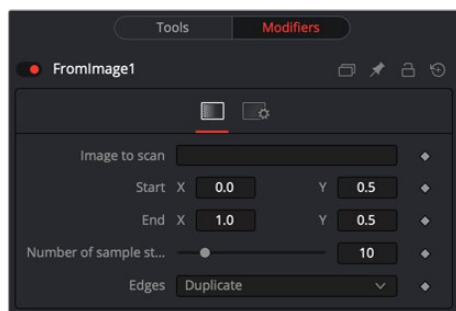 Tools Modifiers
FromImage1
Image to scan
Start X 0.0 Y 0.5
End X 1.0 Y 0.5
Number of sample st... 10
Edges Duplicate